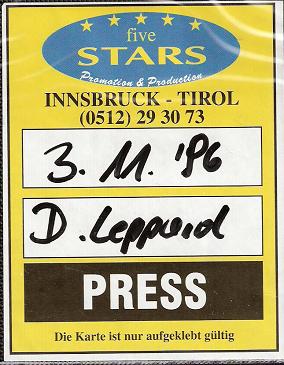 five
STARS
Promotion & Production
INNSBRUCK - TIROL
(0512) 29 30 73
3. 11. '96
D. Leppard
PRESS
Die Karte ist nur aufgeklebt gültig